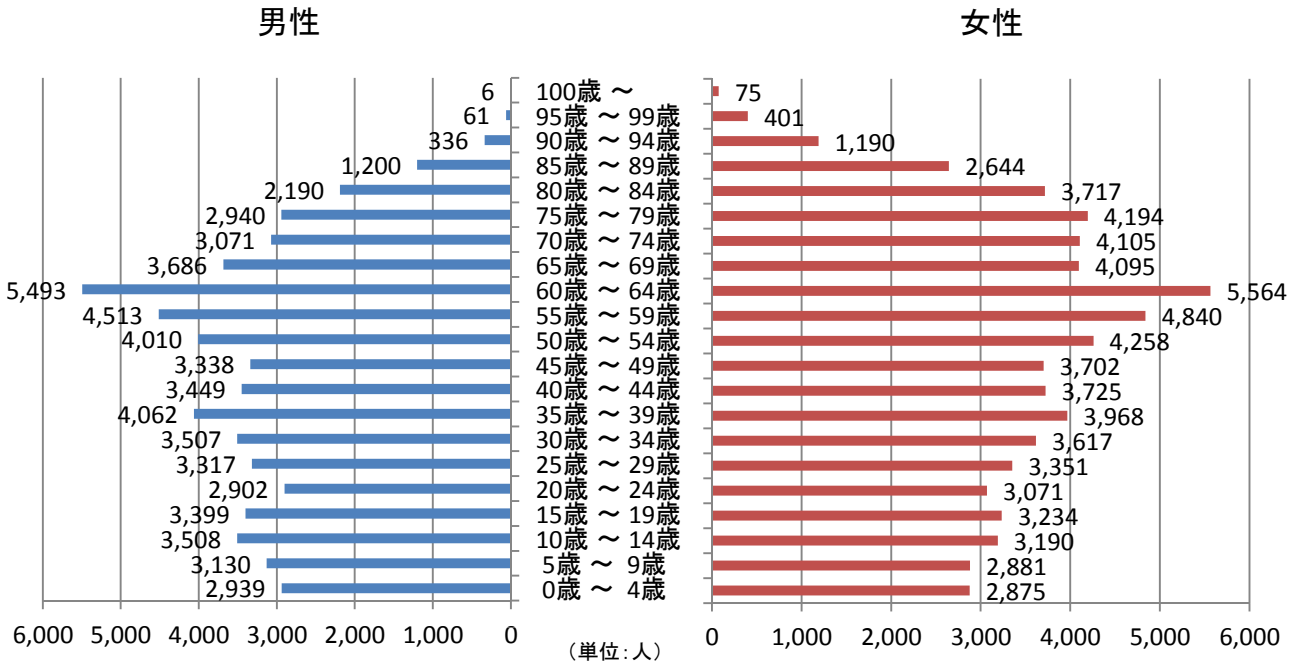 男性 女性
6 100歳 ～ 75
61 95歳 ～ 99歳 401
336 90歳 ～ 94歳 1,190
1,200 85歳 ～ 89歳 2,644
2,190 80歳 ～ 84歳 3,717
2,940 75歳 ～ 79歳 4,194
3,071 70歳 ～ 74歳 4,105
3,686 65歳 ～ 69歳 4,095
5,493 60歳 ～ 64歳 5,564
4,513 55歳 ～ 59歳 4,840
4,010 50歳 ～ 54歳 4,258
3,338 45歳 ～ 49歳 3,702
3,449 40歳 ～ 44歳 3,725
4,062 35歳 ～ 39歳 3,968
3,507 30歳 ～ 34歳 3,617
3,317 25歳 ～ 29歳 3,351
2,902 20歳 ～ 24歳 3,071
3,399 15歳 ～ 19歳 3,234
3,508 10歳 ～ 14歳 3,190
3,130 5歳 ～ 9歳 2,881
2,939 0歳 ～ 4歳 2,875
6,000 5,000 4,000 3,000 2,000 1,000 0 0 1,000 2,000 3,000 4,000 5,000 6,000
（単位：人）